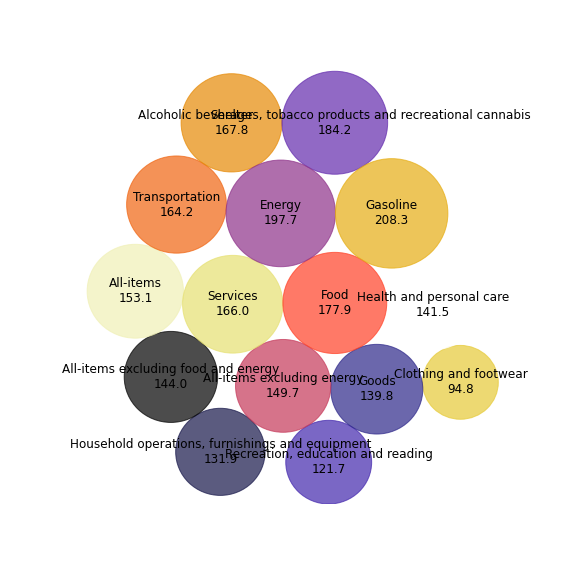 Shelter
167.8
Alcoholic beverages, tobacco products and recreational cannabis
184.2
Transportation
164.2
Energy
197.7
Gasoline
208.3
All-items
153.1
Services
166.0
Food
177.9
Health and personal care
141.5
All-items excluding food and energy
144.0
All-items excluding energy
149.7
Goods
139.8
Clothing and footwear
94.8
Household operations, furnishings and equipment
131.9
Recreation, education and reading
121.7